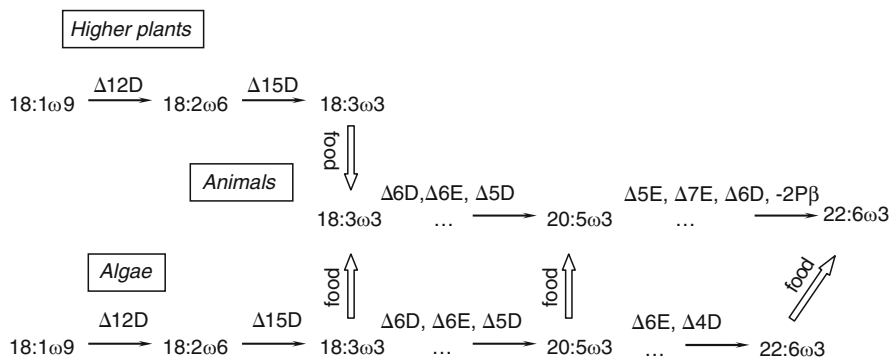 Higher plants
Δ12D Δ15D
18:1ω9 18:2ω6 18:3ω3
food
Animals
Δ6D,Δ6E, Δ5D Δ5E, Δ7E, Δ6D, -2Pβ
18:3ω3 ... 20:5ω3 ... 22:6ω3
Algae
food food food
Δ12D Δ15D Δ6D, Δ6E, Δ5D Δ6E, Δ4D
18:1ω9 18:2ω6 18:3ω3 ... 20:5ω3 ... 22:6ω3